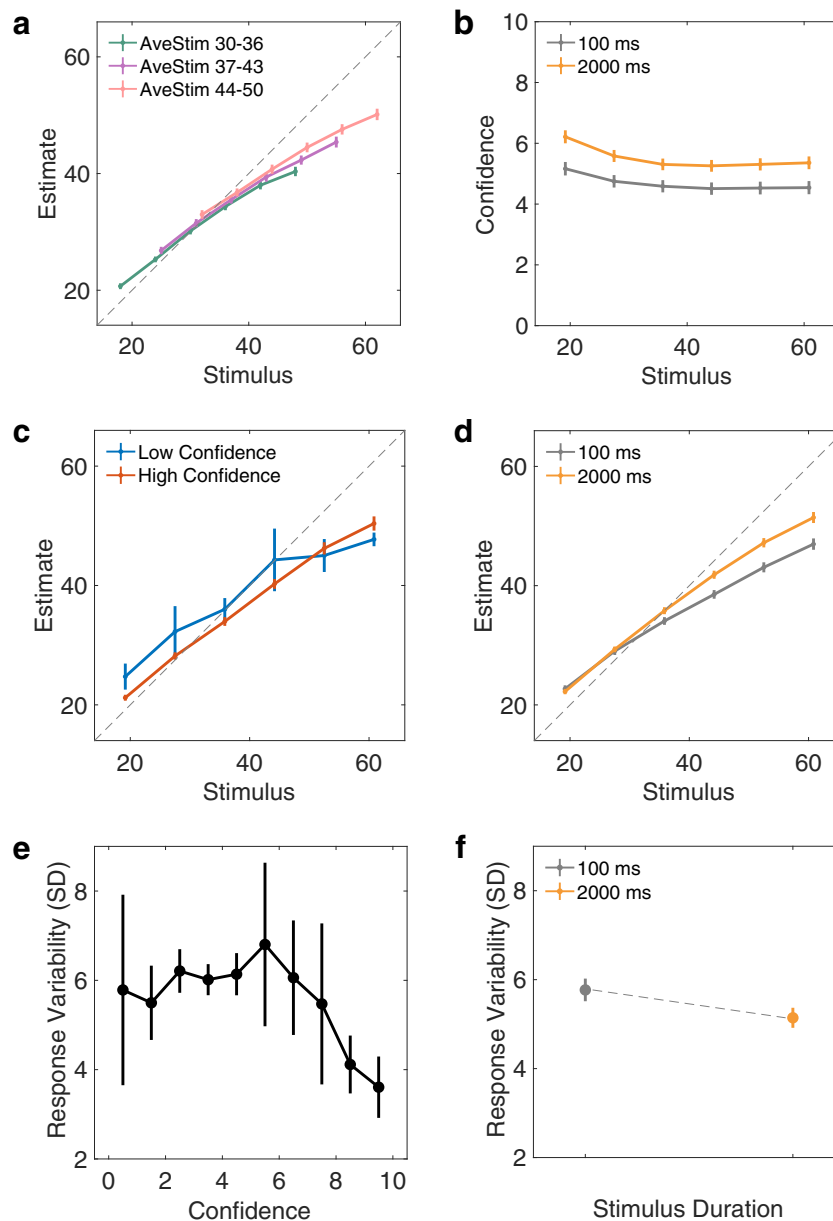 a
AveStim 30-36
AveStim 37-43
AveStim 44-50
60
40
20
Estimate
20 40 60
Stimulus
b
100 ms
2000 ms
10
8
6
4
2
0
Confidence
20 40 60
Stimulus
c
Low Confidence
High Confidence
60
40
20
Estimate
20 40 60
Stimulus
d
100 ms
2000 ms
60
40
20
Estimate
20 40 60
Stimulus
e
8
6
4
2
Response Variability (SD)
0 2 4 6 8 10
Confidence
f
100 ms
2000 ms
8
6
4
2
Response Variability (SD)
Stimulus Duration